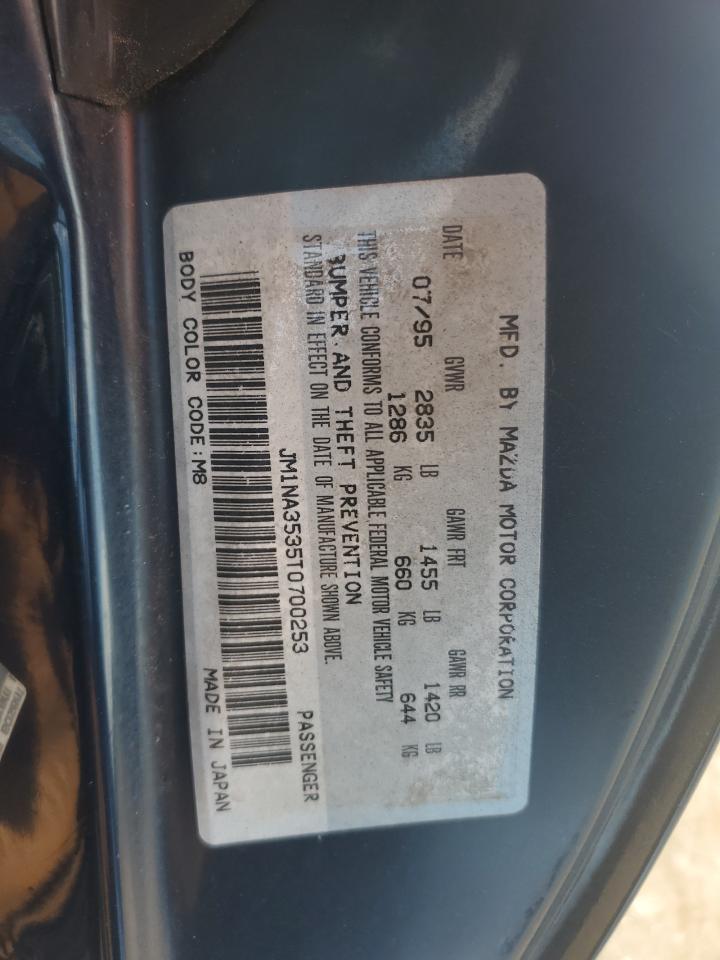 MFD. BY MAZDA MOTOR CORPORATION
DATE GVWR GAWR FRT GAWR RR
07/95 2835 LB 1455 LB 1420 LB
1286 KG 660 KG 644 KG
THIS VEHICLE CONFORMS TO ALL APPLICABLE FEDERAL MOTOR VEHICLE SAFETY
BUMPER AND THEFT PREVENTION
STANDARD IN EFFECT ON THE DATE OF MANUFACTURE SHOWN ABOVE.
JM1NA3535T0700253 PASSENGER
BODY COLOR CODE:M8 MADE IN JAPAN